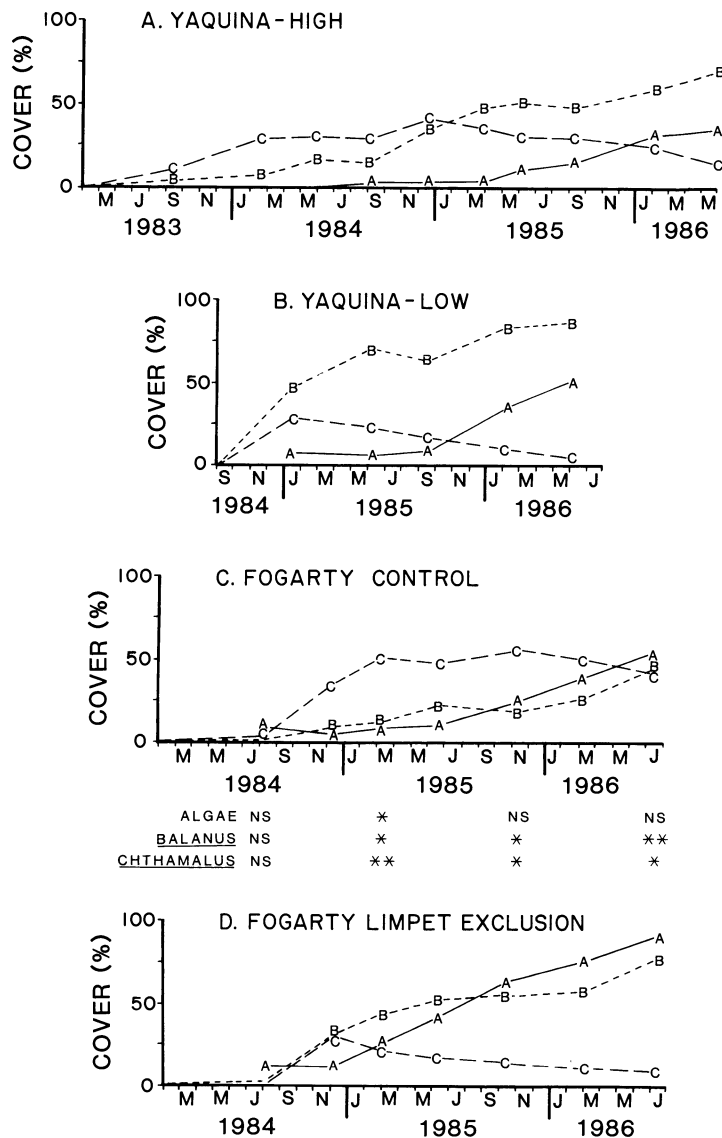 A. YAQUINA-HIGH
COVER (%)
100
50
0
A
B
C
M J S N J M M J S N J M M J S N J M M
1983 1984 1985 1986
B. YAQUINA-LOW
COVER (%)
100
50
0
A
B
C
S N J M M J S N J M M J
1984 1985 1986
C. FOGARTY CONTROL
COVER (%)
100
50
0
A
B
C
M M J S N J M M J S N J M M J
1984 1985 1986
ALGAE NS * NS NS
BALANUS NS * * **
CHTHAMALUS NS ** * *
D. FOGARTY LIMPET EXCLUSION
COVER (%)
100
50
0
A
B
C
M M J S N J M M J S N J M M J
1984 1985 1986